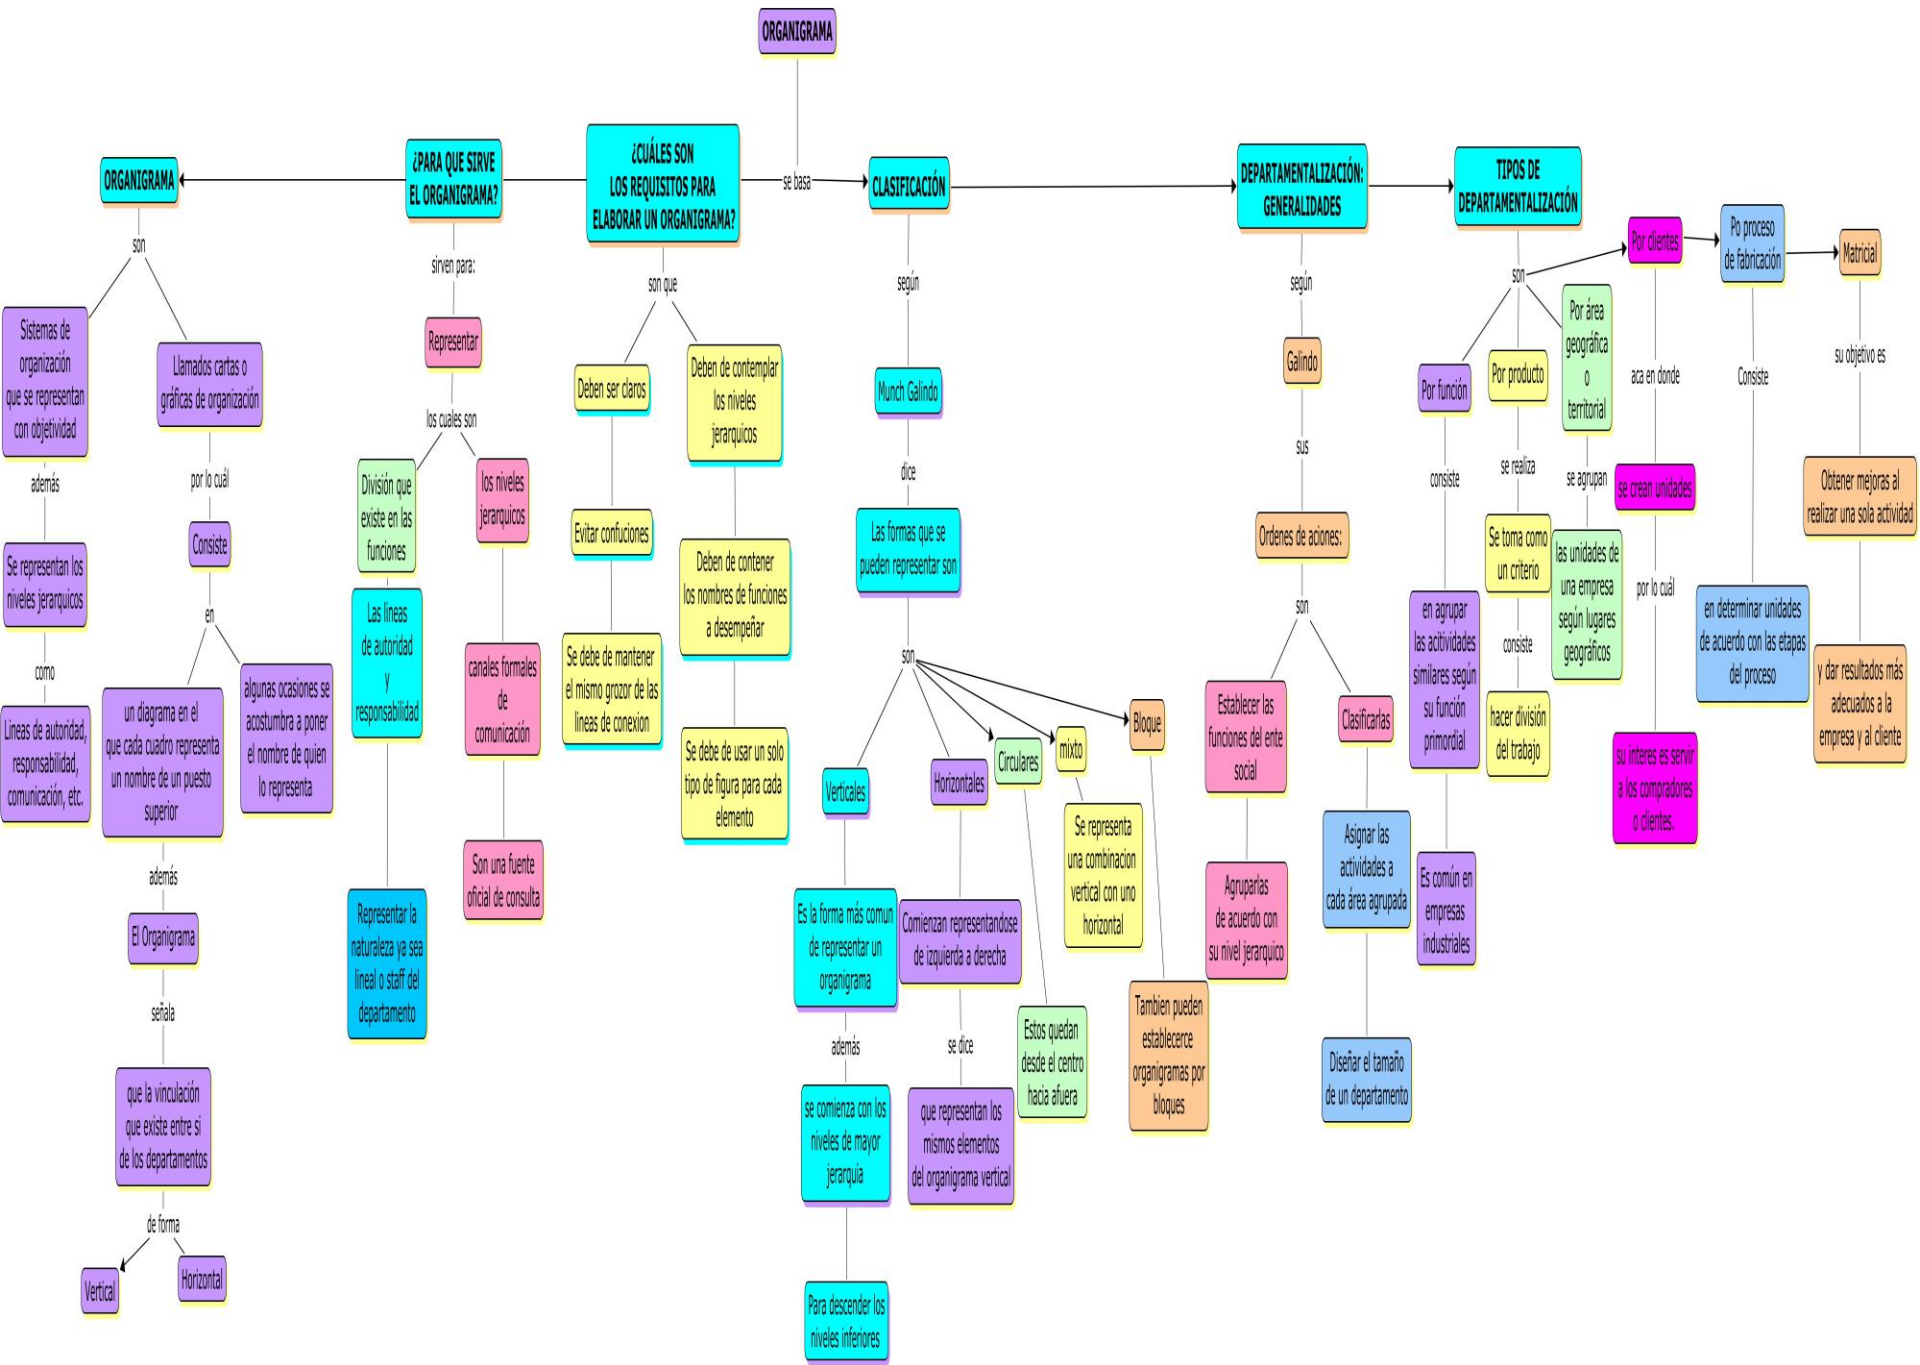 ORGANIGRAMA
se basa
ORGANIGRAMA
son
Sistemas de
organización
que se representan
con objetividad
además
Se representan los
niveles jerarquicos
como
Lineas de autoridad,
responsabilidad,
comunicación, etc.
Llamados cartas o
gráficas de organización
por lo cuál
Consiste
en
un diagrama en el
que cada cuadro representa
un nombre de un puesto
superior
algunas ocasiones se
acostumbra a poner
el nombre de quien
lo representa
además
El Organigrama
señala
que la vinculación
que existe entre si
de los departamentos
de forma
Vertical
Horizontal
¿PARA QUE SIRVE
EL ORGANIGRAMA?
sirven para:
Representar
los cuales son
División que
existe en las
funciones
Las lineas
de autoridad
y
responsabilidad
Representar la
naturaleza ya sea
lineal o staff del
departamento
los niveles
jerarquicos
canales formales
de
comunicación
Son una fuente
oficial de consulta
¿CUÁLES SON
LOS REQUISITOS PARA
ELABORAR UN ORGANIGRAMA?
son que
Deben ser claros
Evitar confuciones
Se debe de mantener
el mismo grozor de las
lineas de conexion
Deben de contemplar
los niveles
jerarquicos
Deben de contener
los nombres de funciones
a desempeñar
Se debe de usar un solo
tipo de figura para cada
elemento
CLASIFICACIÓN
según
Munch Galindo
dice
Las formas que se
pueden representar son
son
Verticales
Es la forma más comun
de representar un
organigrama
además
se comienza con los
niveles de mayor
jerarquia
Para descender los
niveles inferiores
Horizontales
Comienzan representandose
de izquierda a derecha
se dice
que representan los
mismos elementos
del organigrama vertical
Circulares
Estos quedan
desde el centro
hacia afuera
mixto
Se representa
una combinacion
vertical con uno
horizontal
Bloque
Tambien pueden
establecerce
organigramas por
bloques
DEPARTAMENTALIZACIÓN:
GENERALIDADES
según
Galindo
sus
Ordenes de aciones:
son
Establecer las
funciones del ente
social
Agruparlas
de acuerdo con
su nivel jerarquico
Clasificarlas
Asignar las
actividades a
cada área agrupada
Diseñar el tamaño
de un departamento
TIPOS DE
DEPARTAMENTALIZACIÓN
son
Por función
consiste
en agrupar
las acitividades
similares según
su función
primordial
Es común en
empresas
industriales
Por producto
se realiza
Se toma como
un criterio
consiste
hacer división
del trabajo
Por área
geográfica
o
territorial
se agrupan
las unidades de
una empresa
según lugares
geográficos
Por clientes
aca en donde
se crean unidades
por lo cuál
su interes es servir
a los compradores
o clientes.
Po proceso
de fabricación
Consiste
en determinar unidades
de acuerdo con las etapas
del proceso
Matricial
su objetivo es
Obtener mejoras al
realizar una sola actividad
y dar resultados más
adecuados a la
empresa y al cliente